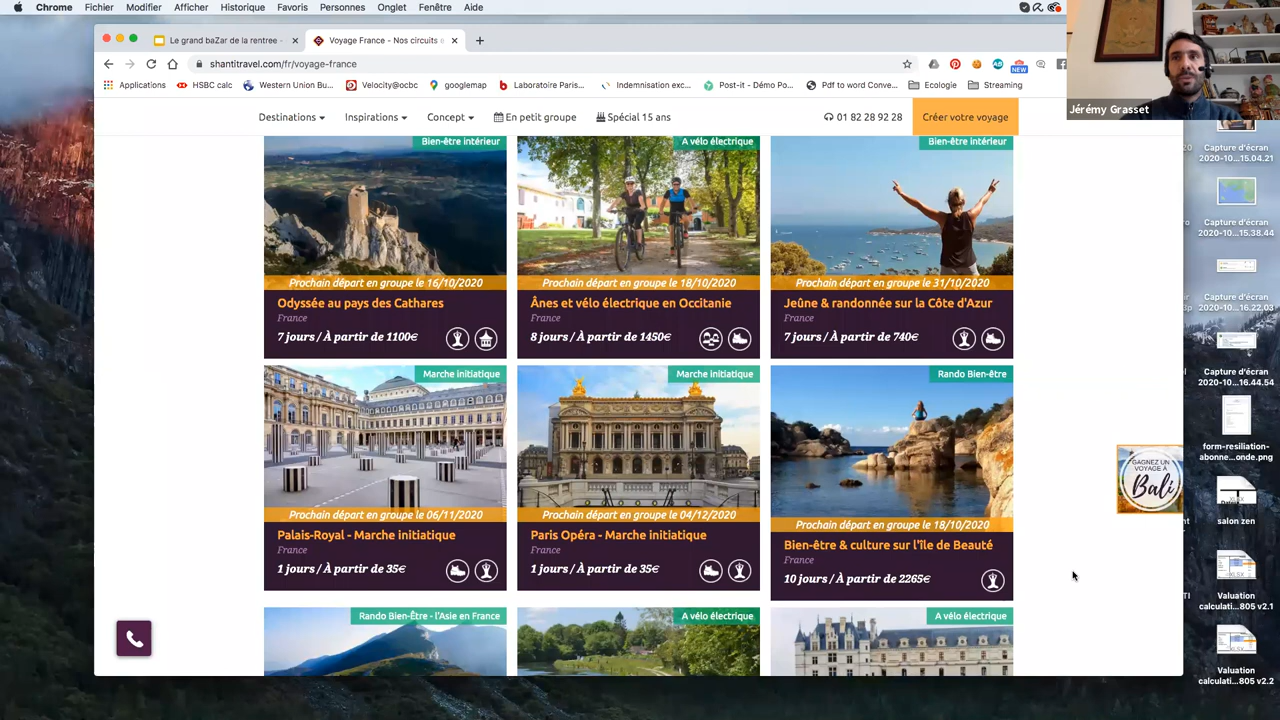 Chrome Fichier Modifier Afficher Historique Favoris Personnes Onglet Fenêtre Aide
Le grand baZar de la rentree -
Voyage France - Nos circuits
shantitravel.com/fr/voyage-france
Applications HSBC calc Western Union Bu... Velocity@ocbc googlemap Laboratoire Paris... Indemnisation exc... Post-it - Démo Po... Pdf to word Conve... Ecologie Streaming
NEW
Jérémy Grasset
Destinations Inspirations Concept En petit groupe Spécial 15 ans 01 82 28 92 28 Créer votre voyage
Bien-être intérieur
Prochain départ en groupe le 16/10/2020
Odyssée au pays des Cathares
France
7 jours / À partir de 1100€
A vélo électrique
Prochain départ en groupe le 18/10/2020
Ânes et vélo électrique en Occitanie
France
8 jours / À partir de 1450€
Bien-être intérieur
Prochain départ en groupe le 31/10/2020
Jeûne & randonnée sur la Côte d'Azur
France
7 jours / À partir de 740€
Marche initiatique
Prochain départ en groupe le 06/11/2020
Palais-Royal - Marche initiatique
France
1 jours / À partir de 35€
Marche initiatique
Prochain départ en groupe le 04/12/2020
Paris Opéra - Marche initiatique
France
1 jours / À partir de 35€
Rando Bien-être
Prochain départ en groupe le 18/10/2020
Bien-être & culture sur l'île de Beauté
France
10 jours / À partir de 2265€
Rando Bien-Être - l'Asie en France
A vélo électrique
A vélo électrique
GAGNEZ UN
VOYAGE À
Bali
Capture d'écran
2020-10...15.04.21
Capture d'écran
2020-10...15.38.44
Capture d'écran
2020-10...16.22.03
Capture d'écran
2020-10...16.44.54
form-resiliation-
abonne...onde.png
XLSX
salon zen
XLSX
Valuation
calculati...805 v2.1
XLSX
Valuation
calculati...805 v2.2